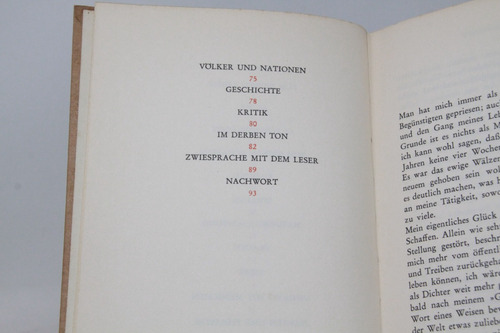 VÖLKER UND NATIONEN
75
GESCHICHTE
78
KRITIK
80
IM DERBEN TON
82
ZWIESPRACHE MIT DEM LESER
89
NACHWORT
93
Man hat mich immer als
Begünstigten gepriesen; auc
und den Gang meines Leb
Grunde ist es nichts als M
ich kann wohl sagen, daß
Jahren keine vier Wochen
Es war das ewige Wälzen
neuem gehoben sein wol
es deutlich machen, was h
an meine Tätigkeit, sowo
zu viele.
Mein eigentliches Glück
Schaffen. Allein wie seh
Stellung gestört, beschr
mich mehr vom öffentl
und Treiben zurückgeha
leben können, ich wär
als Dichter weit mehr g
bald nach meinem »G
Wort eines Weisen bew
der Welt etwas zuliebe